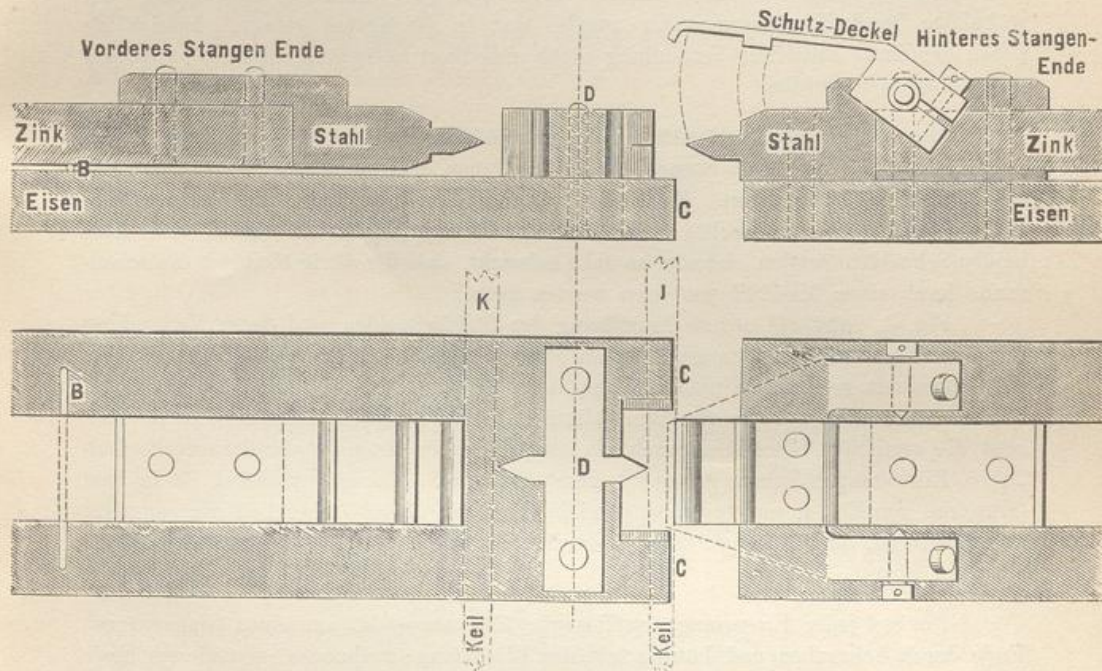 Vorderes Stangen Ende
Schutz-Deckel
Hinteres Stangen-
Ende
D
Zink
Stahl
Stahl
Zink
B
Eisen
C
Eisen
K
J
B
C
D
C
Keil
Keil